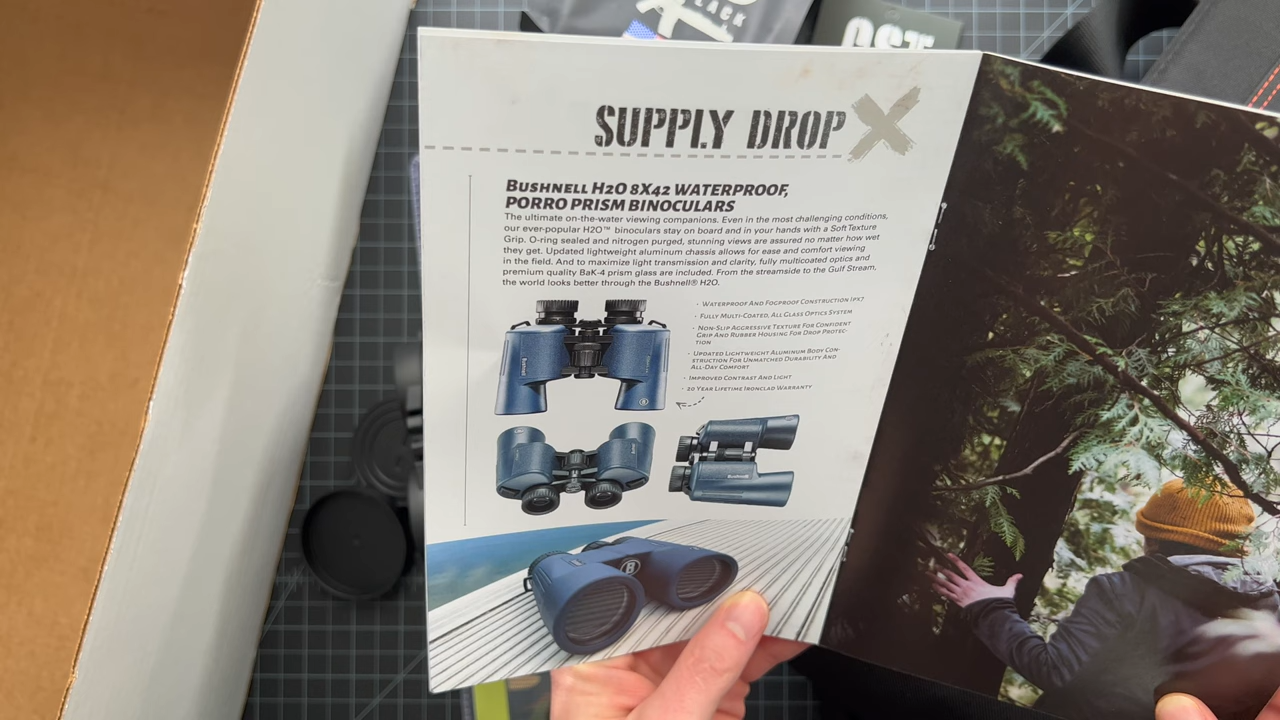 LACK
SUPPLY DROP X
BUSHNELL H2O 8X42 WATERPROOF,
PORRO PRISM BINOCULARS
The ultimate on-the-water viewing companions. Even in the most challenging conditions,
our ever-popular H2O™ binoculars stay on board and in your hands with a Soft Texture
Grip. O-ring sealed and nitrogen purged, stunning views are assured no matter how wet
they get. Updated lightweight aluminum chassis allows for ease and comfort viewing
in the field. And to maximize light transmission and clarity, fully multicoated optics and
premium quality BaK-4 prism glass are included. From the streamside to the Gulf Stream,
the world looks better through the Bushnell® H2O.
- WATERPROOF AND FOGPROOF CONSTRUCTION IPX7
- FULLY MULTI-COATED, ALL GLASS OPTICS SYSTEM
- NON-SLIP AGGRESSIVE TEXTURE FOR CONFIDENT
GRIP AND RUBBER HOUSING FOR DROP PROTEC-
TION
- UPDATED LIGHTWEIGHT ALUMINUM BODY CON-
STRUCTION FOR UNMATCHED DURABILITY AND
ALL-DAY COMFORT
- IMPROVED CONTRAST AND LIGHT
- 20 YEAR LIFETIME IRONCLAD WARRANTY
Bushnell
B
Bushnell
B